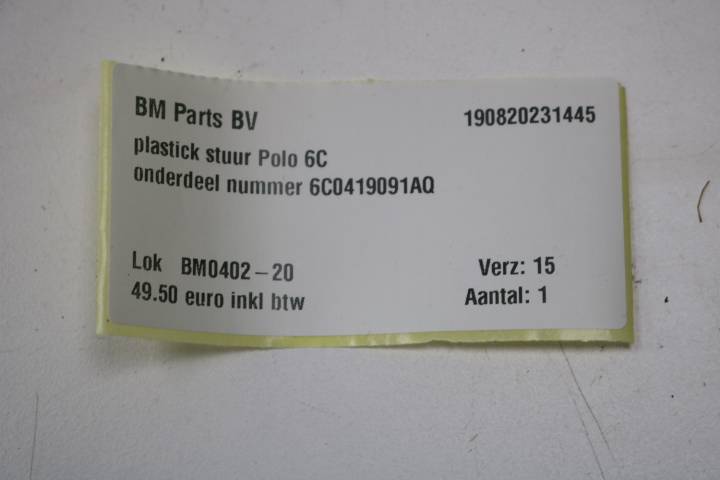 BM Parts BV 190820231445
plastick stuur Polo 6C
onderdeel nummer 6C0419091AQ
Lok BM0402-20 Verz: 15
49.50 euro inkl btw Aantal: 1